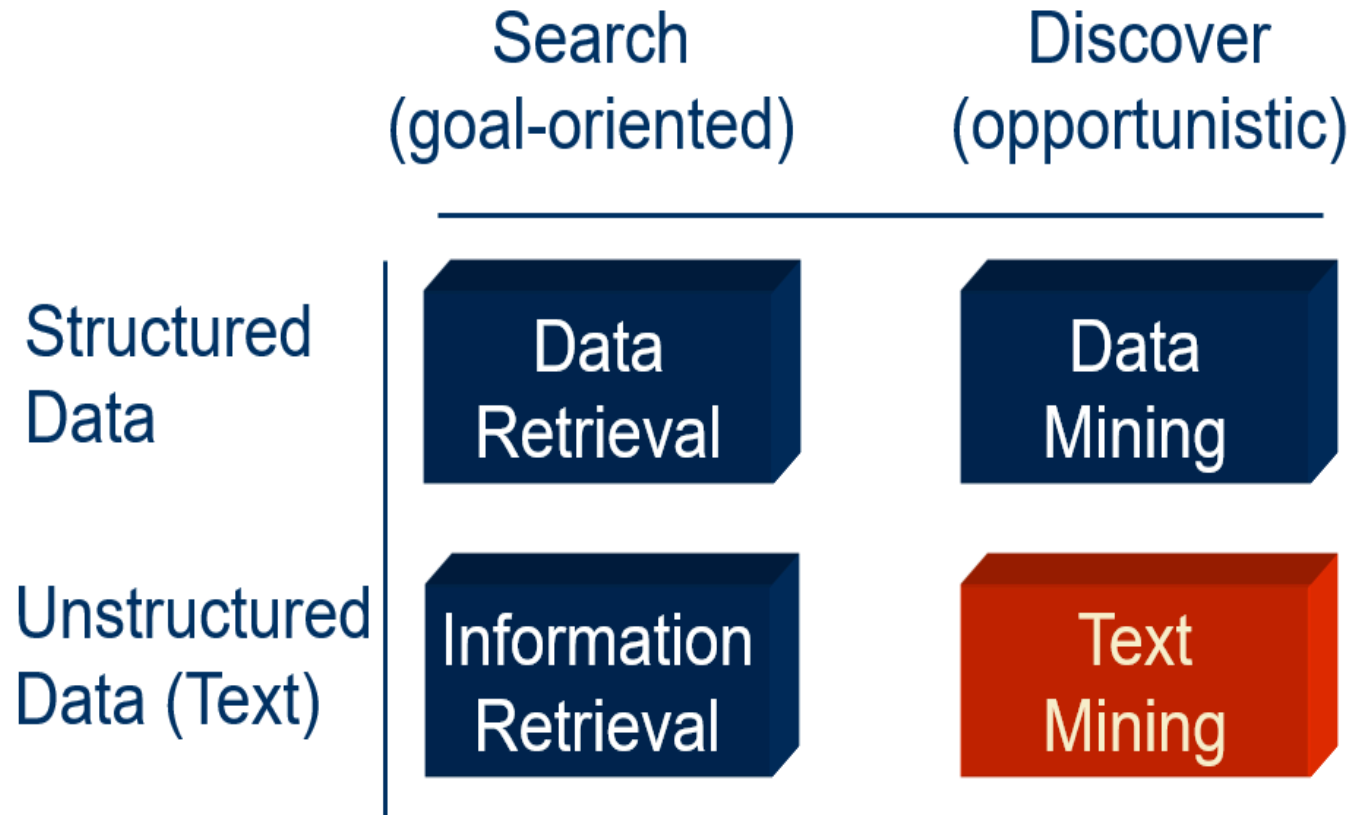 Search
(goal-oriented)
Discover
(opportunistic)
Structured
Data
Data
Retrieval
Data
Mining
Unstructured
Data (Text)
Information
Retrieval
Text
Mining